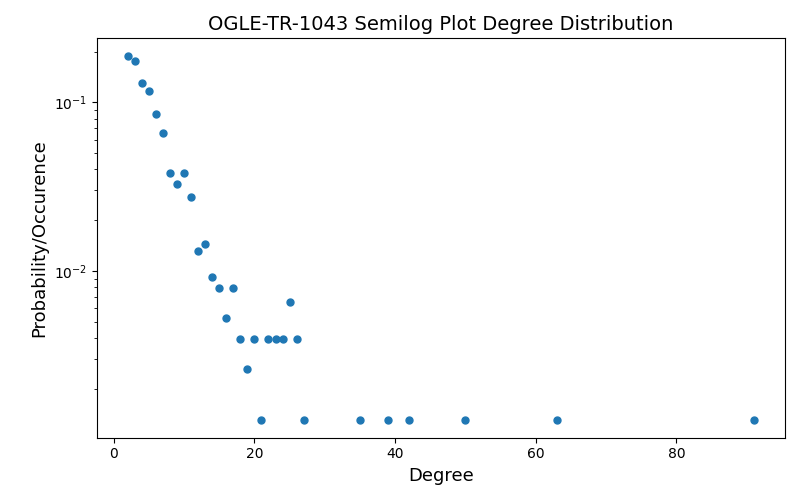 OGLE-TR-1043 Semilog Plot Degree Distribution
Probability/Occurence
10⁻¹
10⁻²
0 20 40 60 80
Degree